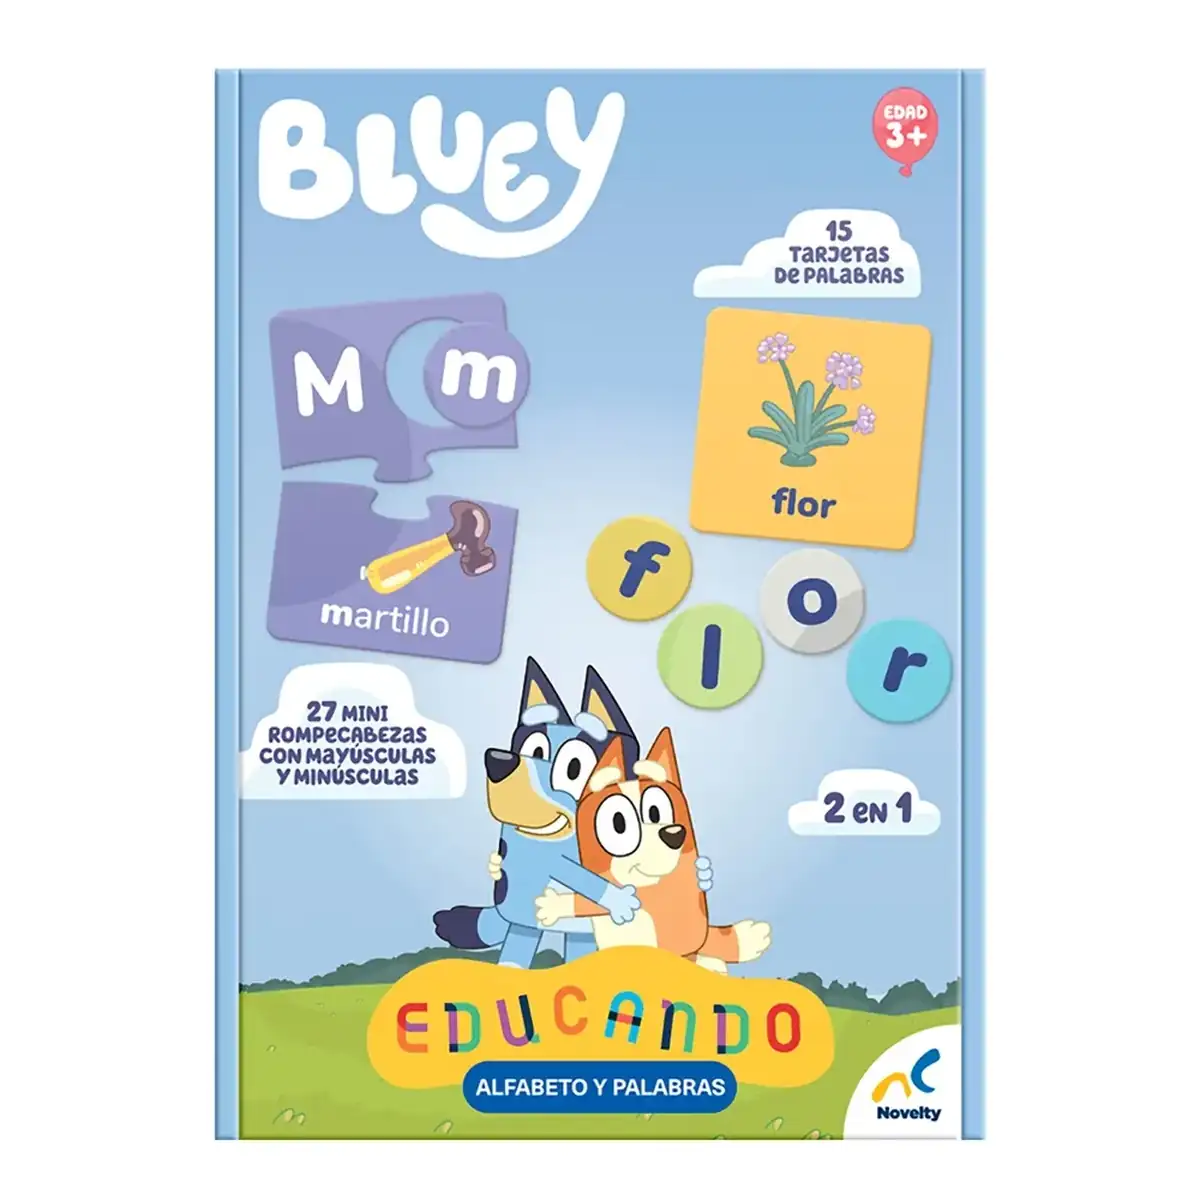 BLUEY
EDAD
3+
15
TARJETAS
DE PALABRAS
M m
martillo
flor
f l o r
27 MINI
ROMPECABEZAS
CON MAYÚSCULAS
Y MINÚSCULAS
2 EN 1
EDUCANDO
ALFABETO Y PALABRAS
NC
Novelty